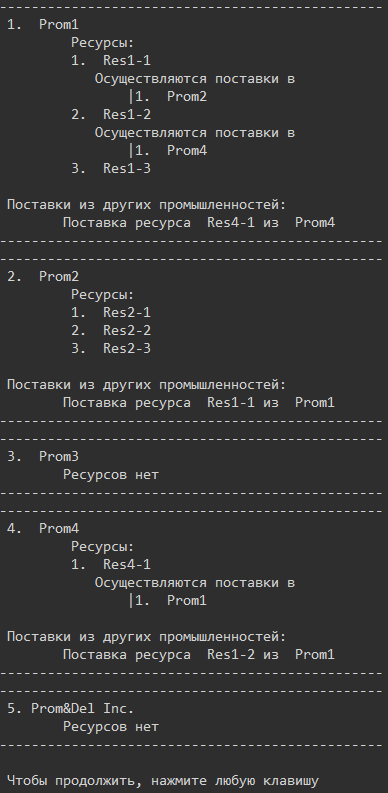 ------------------------------------------------
1.  Prom1
        Ресурсы:
        1.  Res1-1
           Осуществляются поставки в
               |1.  Prom2
        2.  Res1-2
           Осуществляются поставки в
               |1.  Prom4
        3.  Res1-3

Поставки из других промышленностей:
       Поставка ресурса  Res4-1 из  Prom4
------------------------------------------------
------------------------------------------------
2.  Prom2
        Ресурсы:
        1.  Res2-1
        2.  Res2-2
        3.  Res2-3

Поставки из других промышленностей:
       Поставка ресурса  Res1-1 из  Prom1
------------------------------------------------
------------------------------------------------
3.  Prom3
       Ресурсов нет
------------------------------------------------
------------------------------------------------
4.  Prom4
        Ресурсы:
        1.  Res4-1
           Осуществляются поставки в
               |1.  Prom1

Поставки из других промышленностей:
       Поставка ресурса  Res1-2 из  Prom1
------------------------------------------------
------------------------------------------------
5. Prom&Del Inc.
       Ресурсов нет
------------------------------------------------

Чтобы продолжить, нажмите любую клавишу